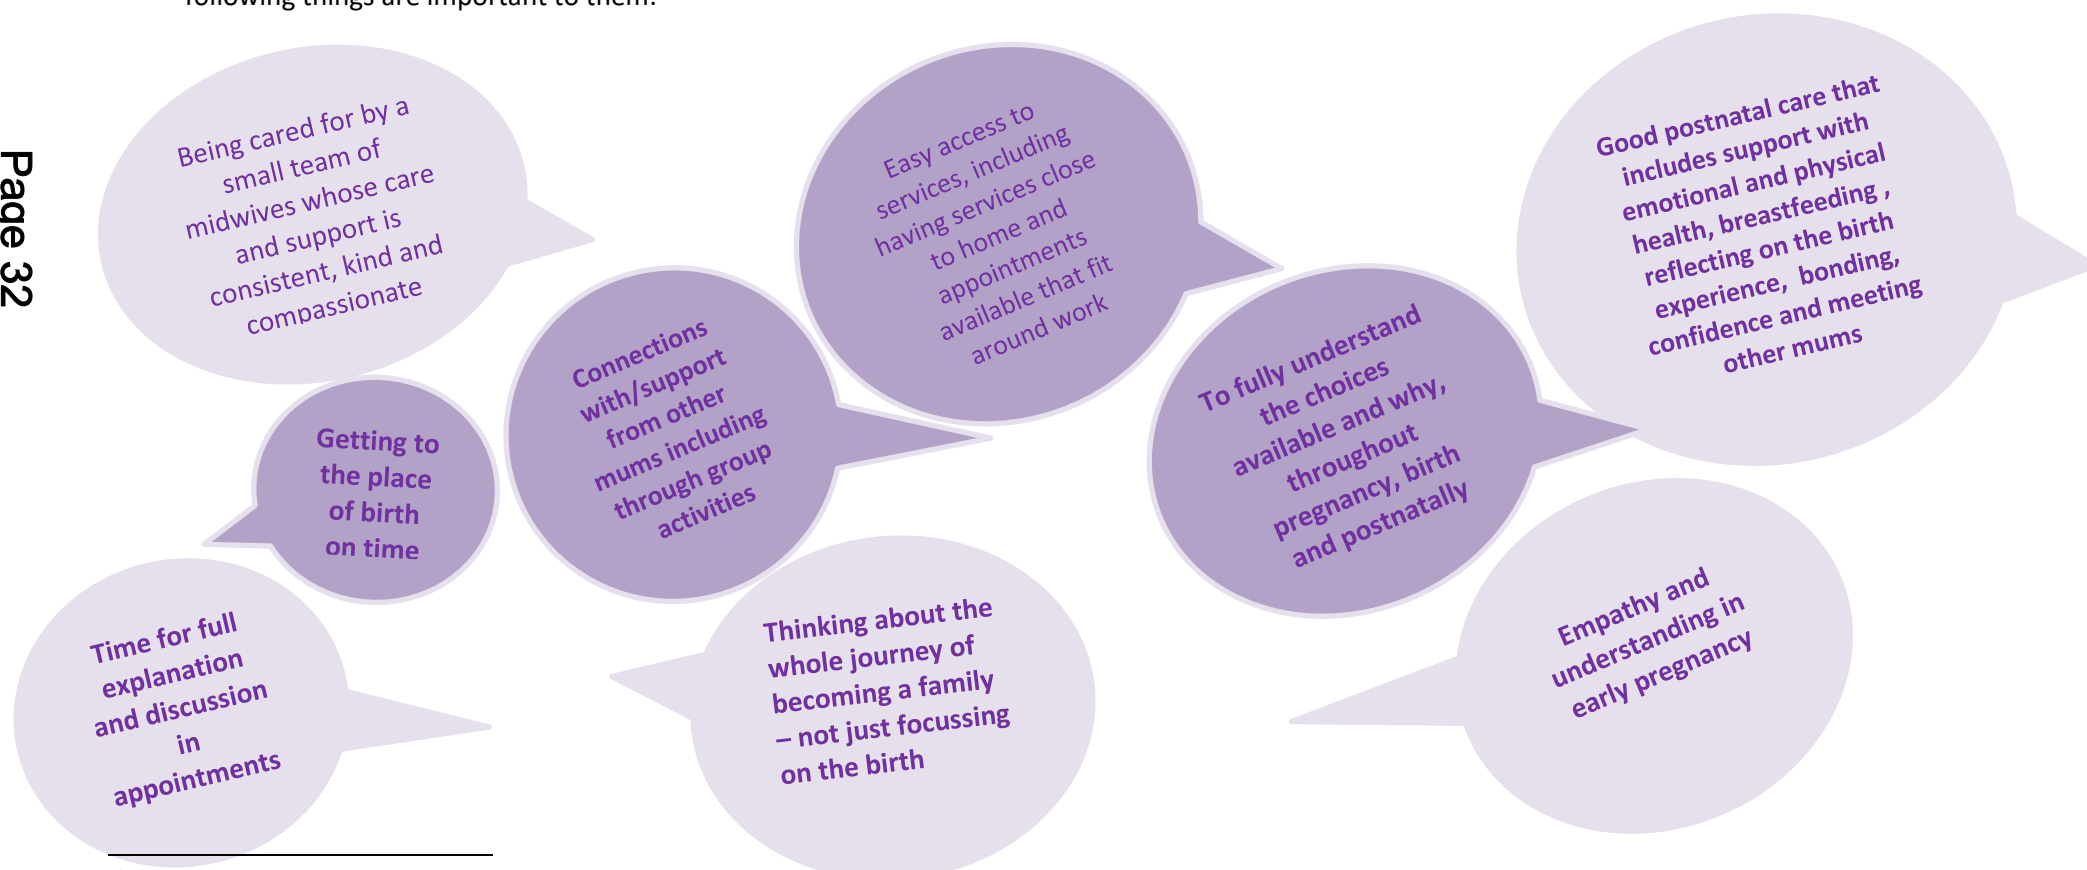 following things are important to them:
Page 32
Being cared for by a
small team of
midwives whose care
and support is
consistent, kind and
compassionate
Easy access to
services, including
having services close
to home and
appointments
available that fit
around work
Good postnatal care that
includes support with
emotional and physical
health, breastfeeding ,
reflecting on the birth
experience, bonding,
confidence and meeting
other mums
Connections
with/support
from other
mums including
through group
activities
To fully understand
the choices
available and why,
throughout
pregnancy, birth
and postnatally
Getting to
the place
of birth
on time
Time for full
explanation
and discussion
in
appointments
Thinking about the
whole journey of
becoming a family
– not just focussing
on the birth
Empathy and
understanding in
early pregnancy